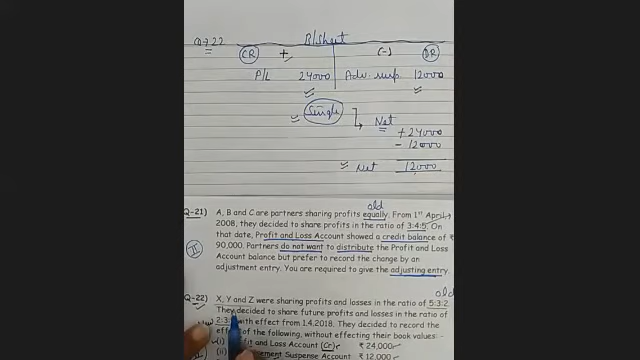 Q→22 B/Sheet
CR + (-) DR
P/L 24000 Adv. susp. 12000
Single → Net
+24000
- 12000
Net 12000
old
Q-21) A, B and C are partners sharing profits equally. From 1st April,
2008, they decided to share profits in the ratio of 3:4:5. On
that date, Profit and Loss Account showed a credit balance of ₹
II 90,000. Partners do not want to distribute the Profit and Loss
Account balance but prefer to record the change by an
adjustment entry. You are required to give the adjusting entry.
old
Q-22) X, Y and Z were sharing profits and losses in the ratio of 5:3:2
They decided to share future profits and losses in the ratio of
2:3: with effect from 1.4.2018. They decided to record the
effect of the following, without effecting their book values:-
(i) Account (Cr) ₹ 24,000
(ii) Suspense Account ₹ 12,000